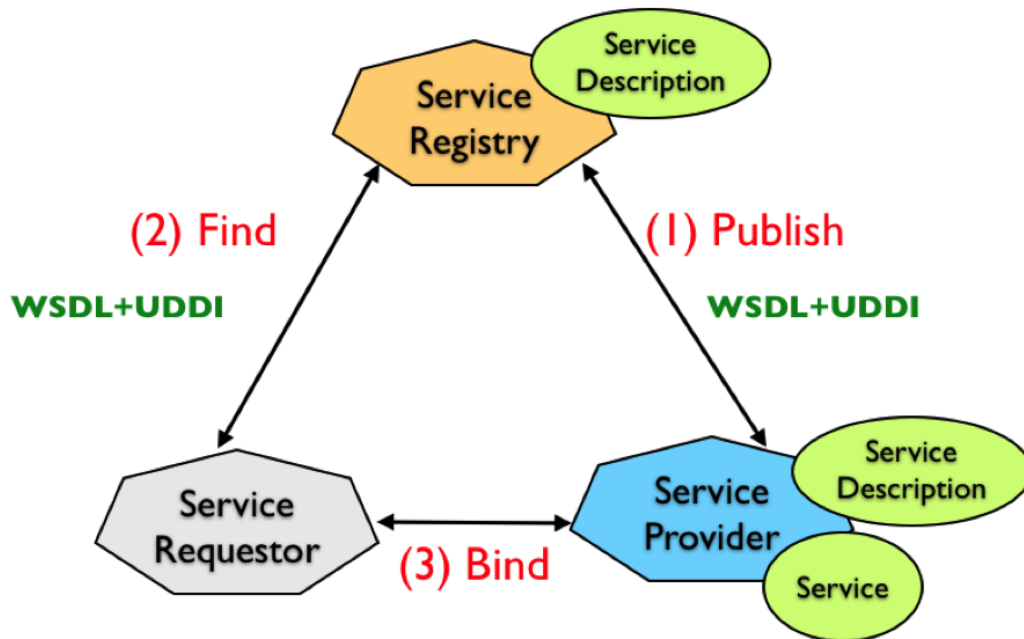 Service
Description
Service
Registry
(2) Find
(1) Publish
WSDL+UDDI
WSDL+UDDI
Service
Requestor
(3) Bind
Service
Provider
Service
Description
Service